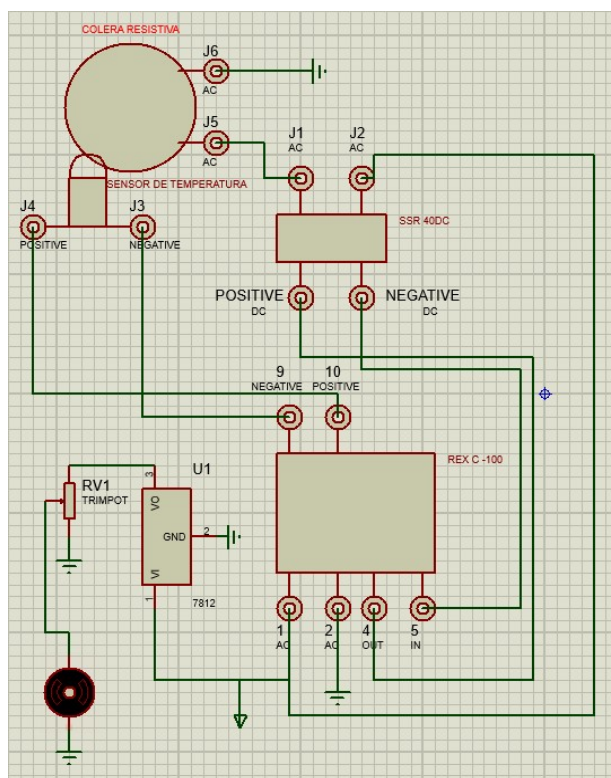 COLERA RESISTIVA
J6
AC
J5
AC
J1
AC
J2
AC
SENSOR DE TEMPERATURA
J4
POSITIVE
J3
NEGATIVE
SSR 40DC
POSITIVE
DC
NEGATIVE
DC
9
NEGATIVE
10
POSITIVE
REX C -100
U1
RV1
TRIMPOT
3
VO
GND
2
VI
1
7812
1
AC
2
AC
4
OUT
5
IN